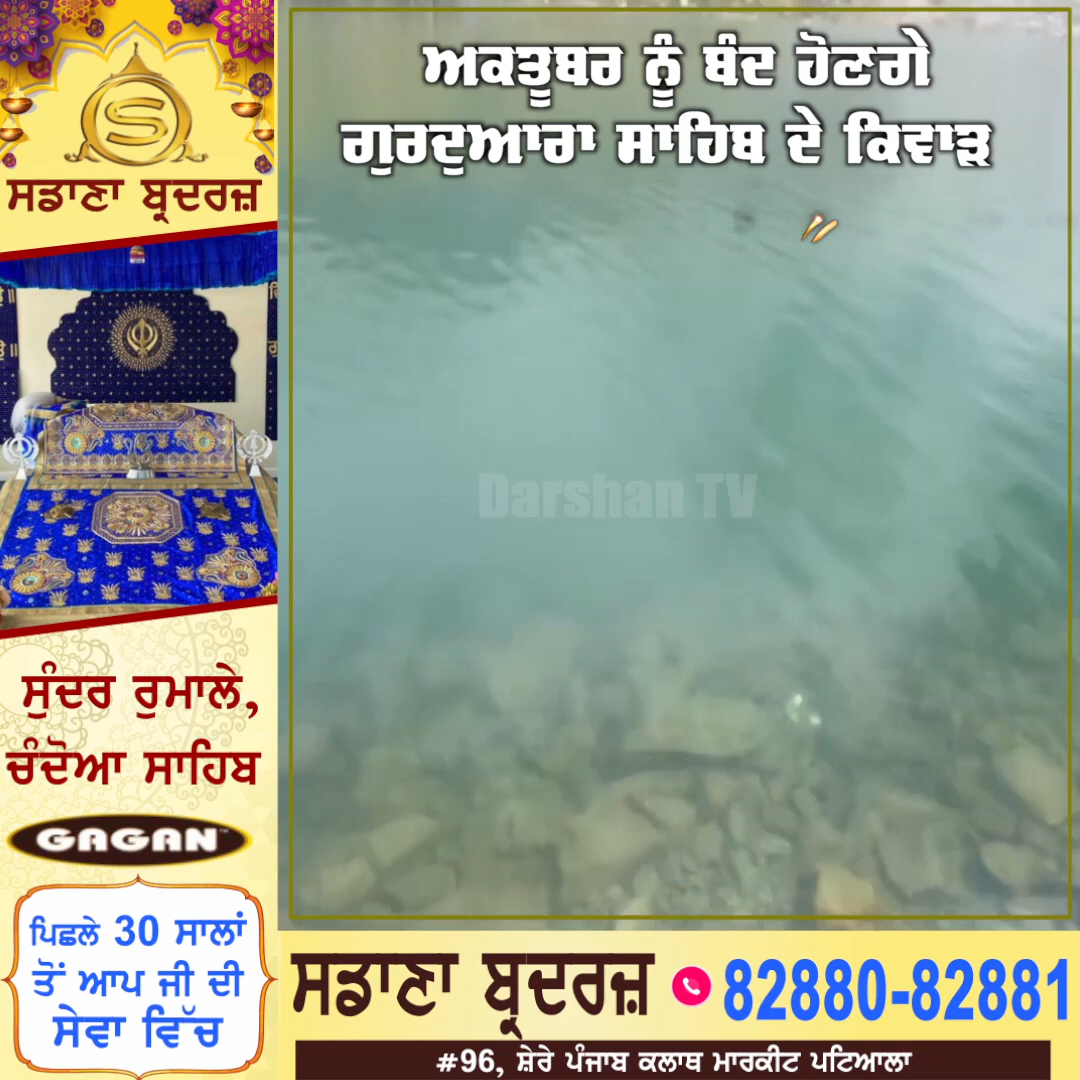 ਅਕਤੂਬਰ ਨੂੰ ਬੰਦ ਹੋਣਗੇ
ਗੁਰਦੁਆਰਾ ਸਾਹਿਬ ਦੇ ਕਿਵਾੜ
S
ਸਡਾਣਾ ਬ੍ਰਦਰਜ਼
Darshan TV
ਸੁੰਦਰ ਰੁਮਾਲੇ,
ਚੰਦੋਆ ਸਾਹਿਬ
GAGAN™
ਪਿਛਲੇ 30 ਸਾਲਾਂ
ਤੋਂ ਆਪ ਜੀ ਦੀ
ਸੇਵਾ ਵਿੱਚ
ਸਡਾਣਾ ਬ੍ਰਦਰਜ਼ 82880-82881
#96, ਸ਼ੇਰੇ ਪੰਜਾਬ ਕਲਾਥ ਮਾਰਕੀਟ ਪਟਿਆਲਾ